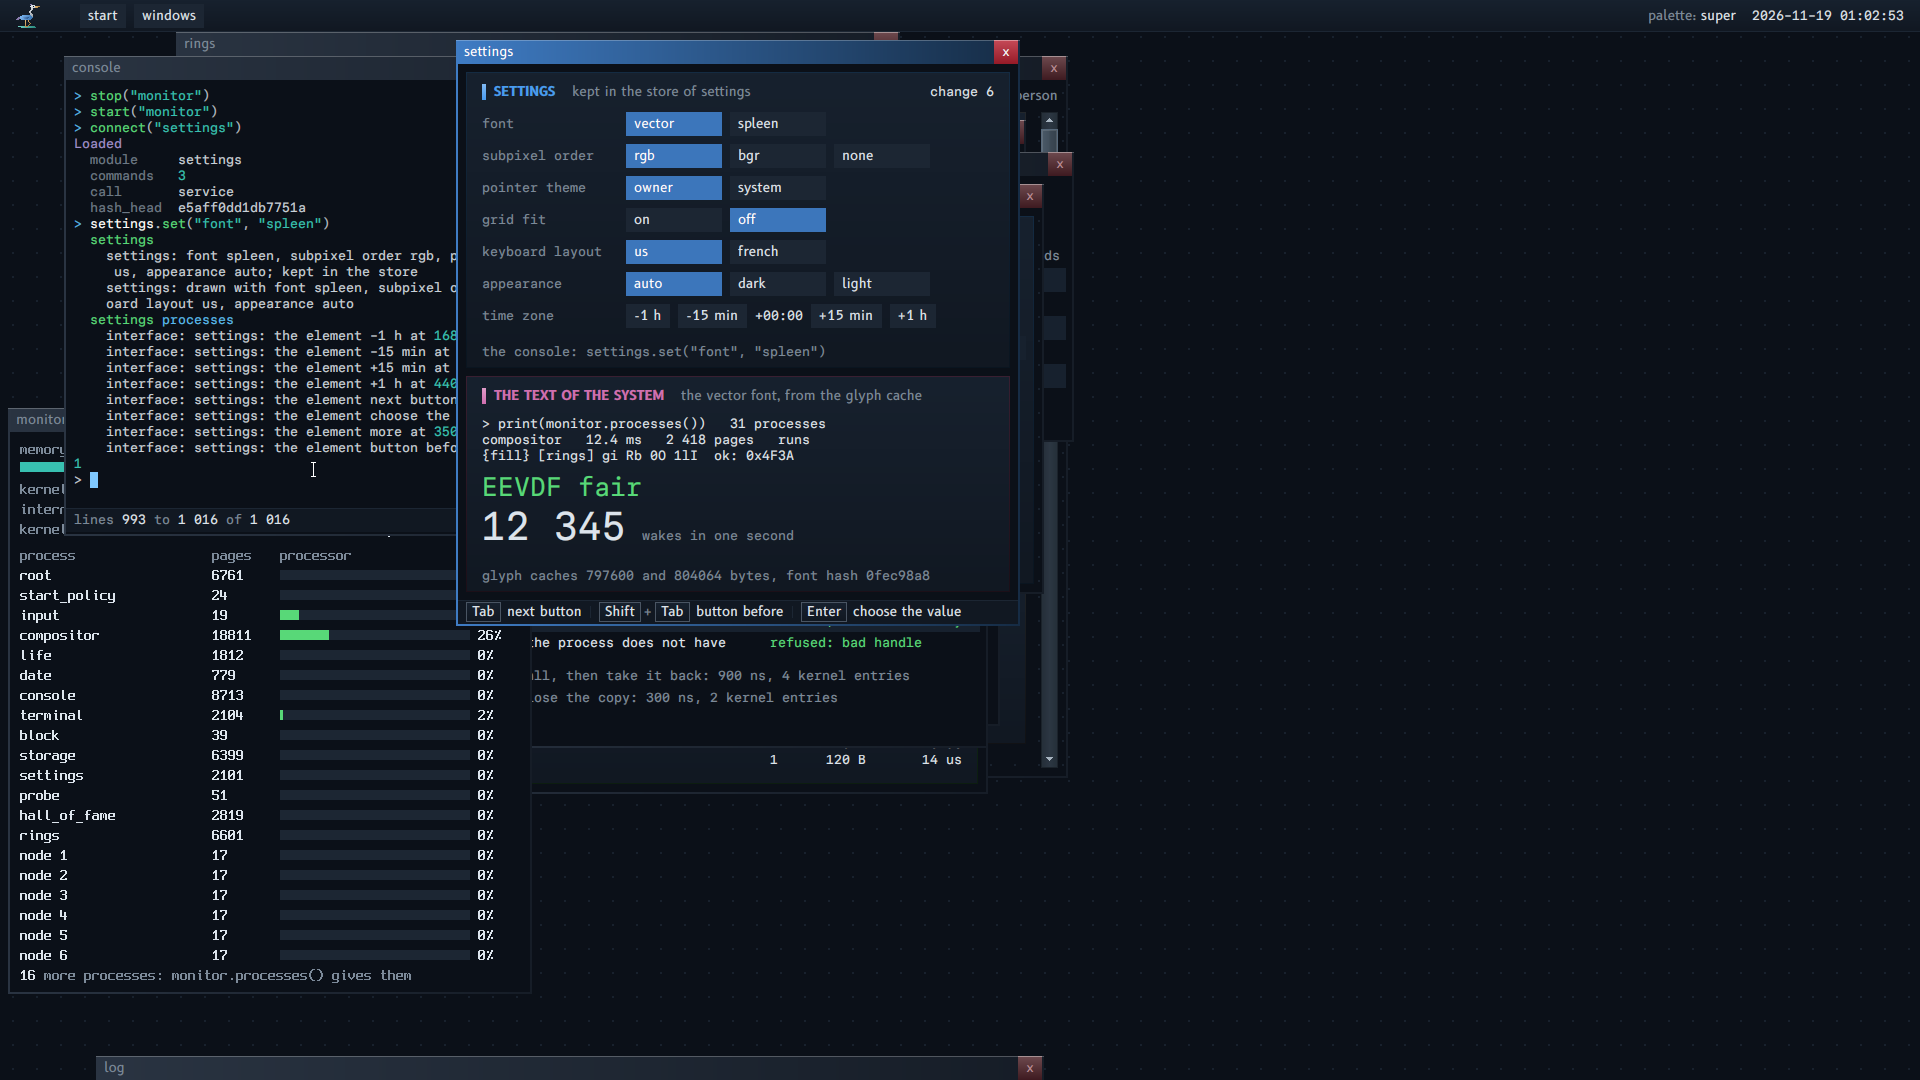 start windows palette: super 2026-11-19 01:02:53
rings
console
> stop("monitor")
> start("monitor")
> connect("settings")
Loaded
module settings
commands 3
call service
hash_head e5aff0dd1db7751a
> settings.set("font", "spleen")
settings
settings: font spleen, subpixel order rgb, p
us, appearance auto; kept in the store
settings: drawn with font spleen, subpixel o
oard layout us, appearance auto
settings processes
interface: settings: the element -1 h at 168
interface: settings: the element -15 min at
interface: settings: the element +15 min at
interface: settings: the element +1 h at 440
interface: settings: the element next button
interface: settings: the element choose the
interface: settings: the element more at 350
interface: settings: the element button befo
1
>
lines 993 to 1 016 of 1 016
settings x
SETTINGS kept in the store of settings change 6
font vector spleen
subpixel order rgb bgr none
pointer theme owner system
grid fit on off
keyboard layout us french
appearance auto dark light
time zone -1 h -15 min +00:00 +15 min +1 h
the console: settings.set("font", "spleen")
THE TEXT OF THE SYSTEM the vector font, from the glyph cache
> print(monitor.processes()) 31 processes
compositor 12.4 ms 2 418 pages runs
{fill} [rings] gi Rb 0O 1lI ok: 0x4F3A
EEVDF fair
12 345 wakes in one second
glyph caches 797600 and 804064 bytes, font hash 0fec98a8
Tab next button Shift + Tab button before Enter choose the value
x
erson
x
x
ds
the process does not have refused: bad handle
all, then take it back: 900 ns, 4 kernel entries
lose the copy: 300 ns, 2 kernel entries
1 120 B 14 us
monitor
memory
kernel
intern
kernel
process pages processor
root 6761
start_policy 24
input 19
compositor 18811 26%
life 1812 0%
date 779 0%
console 8713 0%
terminal 2104 2%
block 39 0%
storage 6399 0%
settings 2101 0%
probe 51 0%
hall_of_fame 2819 0%
rings 6601 0%
node 1 17 0%
node 2 17 0%
node 3 17 0%
node 4 17 0%
node 5 17 0%
node 6 17 0%
16 more processes: monitor.processes() gives them
log x